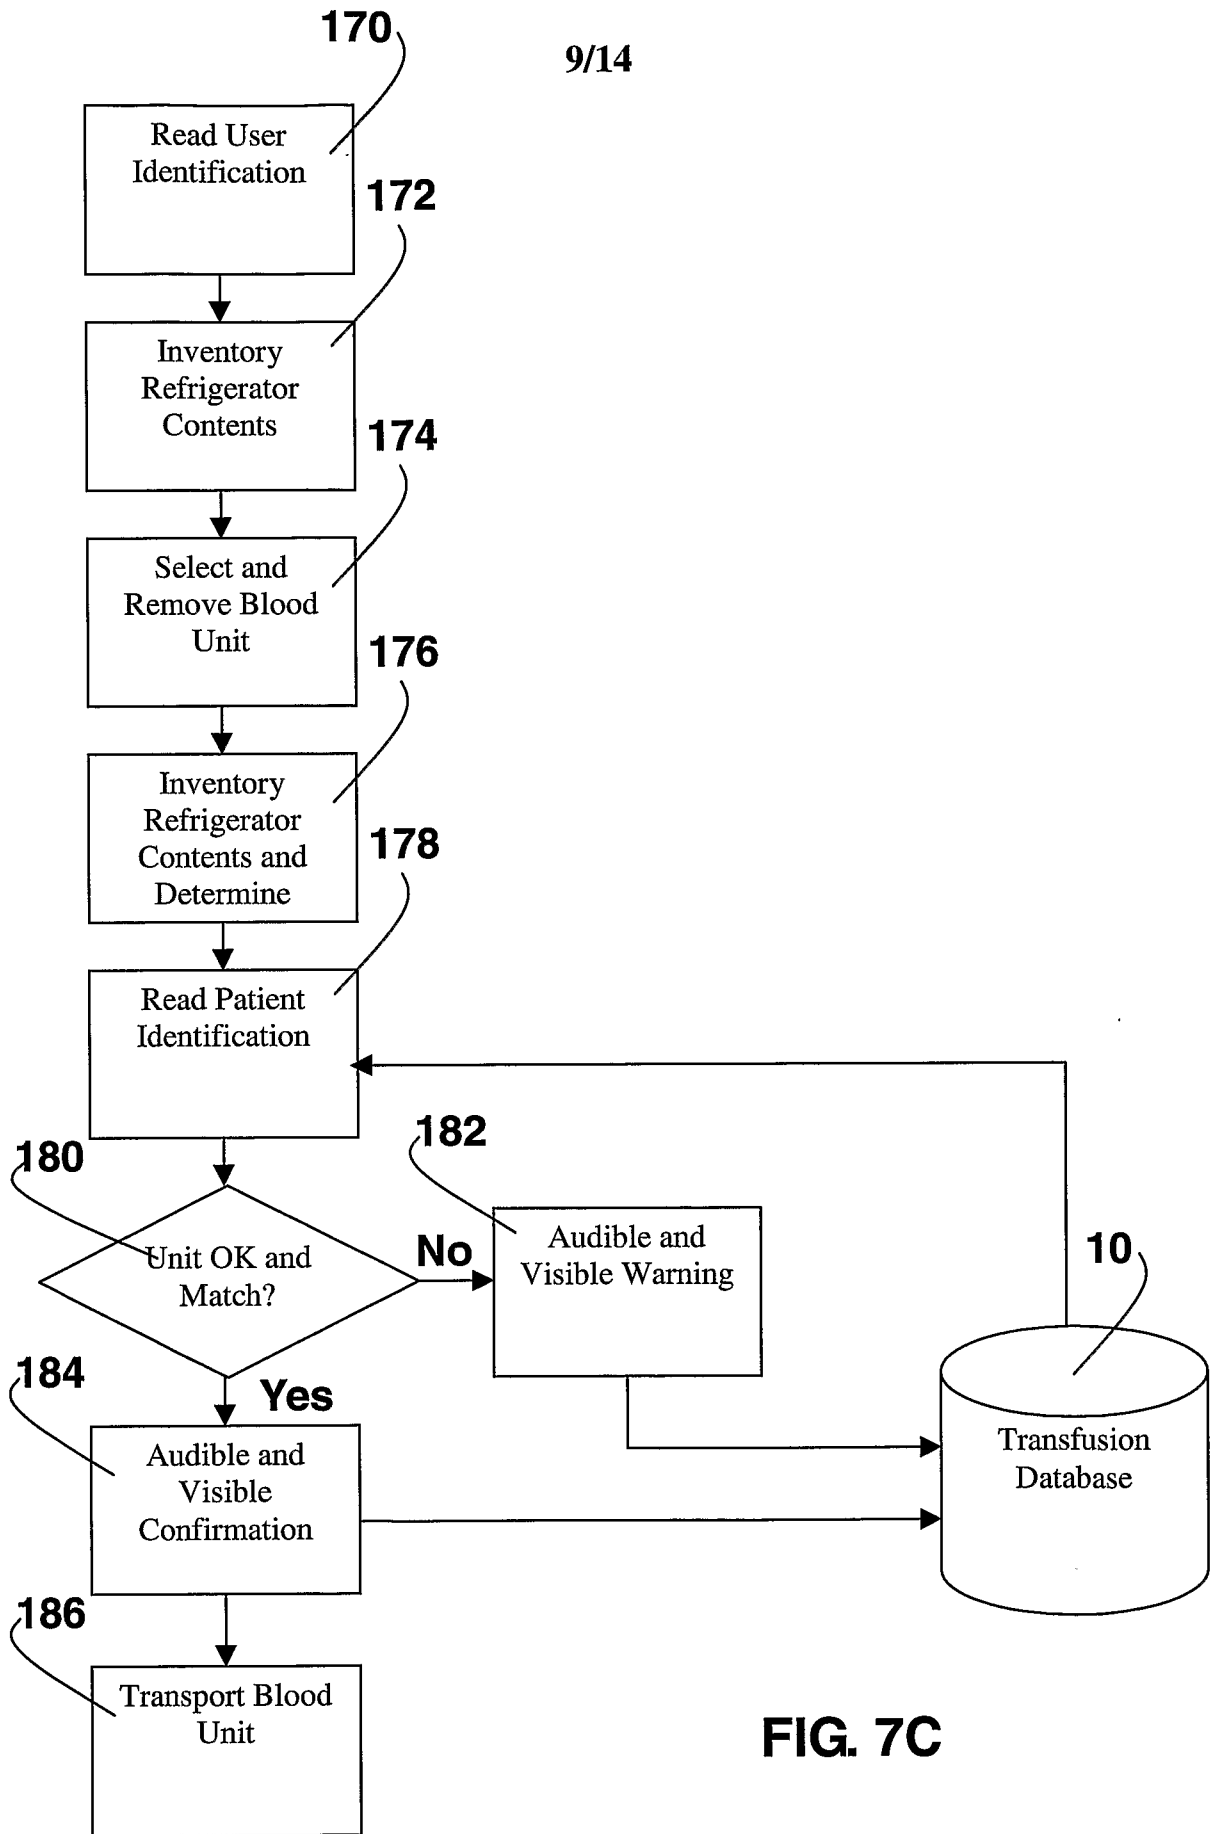 170
9/14
Read User
Identification
172
Inventory
Refrigerator
Contents
174
Select and
Remove Blood
Unit
176
Inventory
Refrigerator
Contents and
Determine
178
Read Patient
Identification
180
Unit OK and
Match?
No
182
Audible and
Visible Warning
10
Transfusion
Database
184
Yes
Audible and
Visible
Confirmation
186
Transport Blood
Unit
FIG. 7C